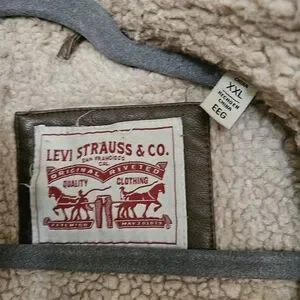 XXL
EEG
LEVI STRAUSS & CO.
SAN FRANCISCO
CAL.
ORIGINAL RIVETED
QUALITY CLOTHING